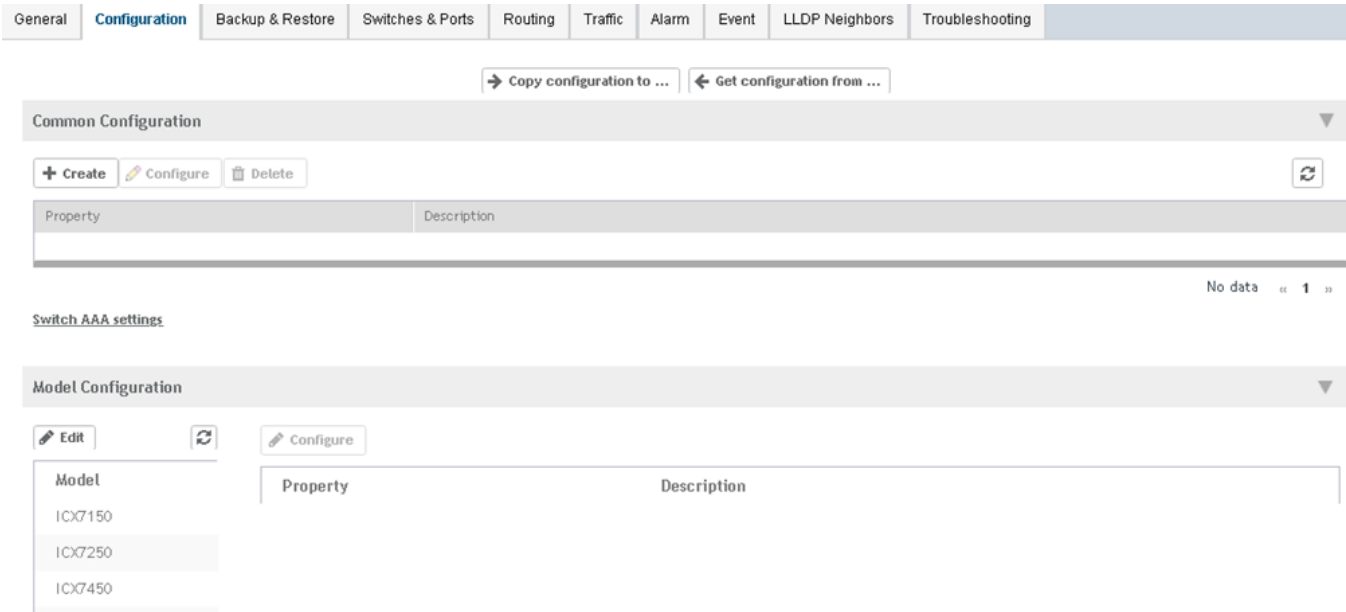 General Configuration Backup & Restore Switches & Ports Routing Traffic Alarm Event LLDP Neighbors Troubleshooting
Copy configuration to ... Get configuration from ...
Common Configuration
Create Configure Delete
Property Description
No data « 1 »
Switch AAA settings
Model Configuration
Edit Configure
Model
Property Description
ICX7150
ICX7250
ICX7450